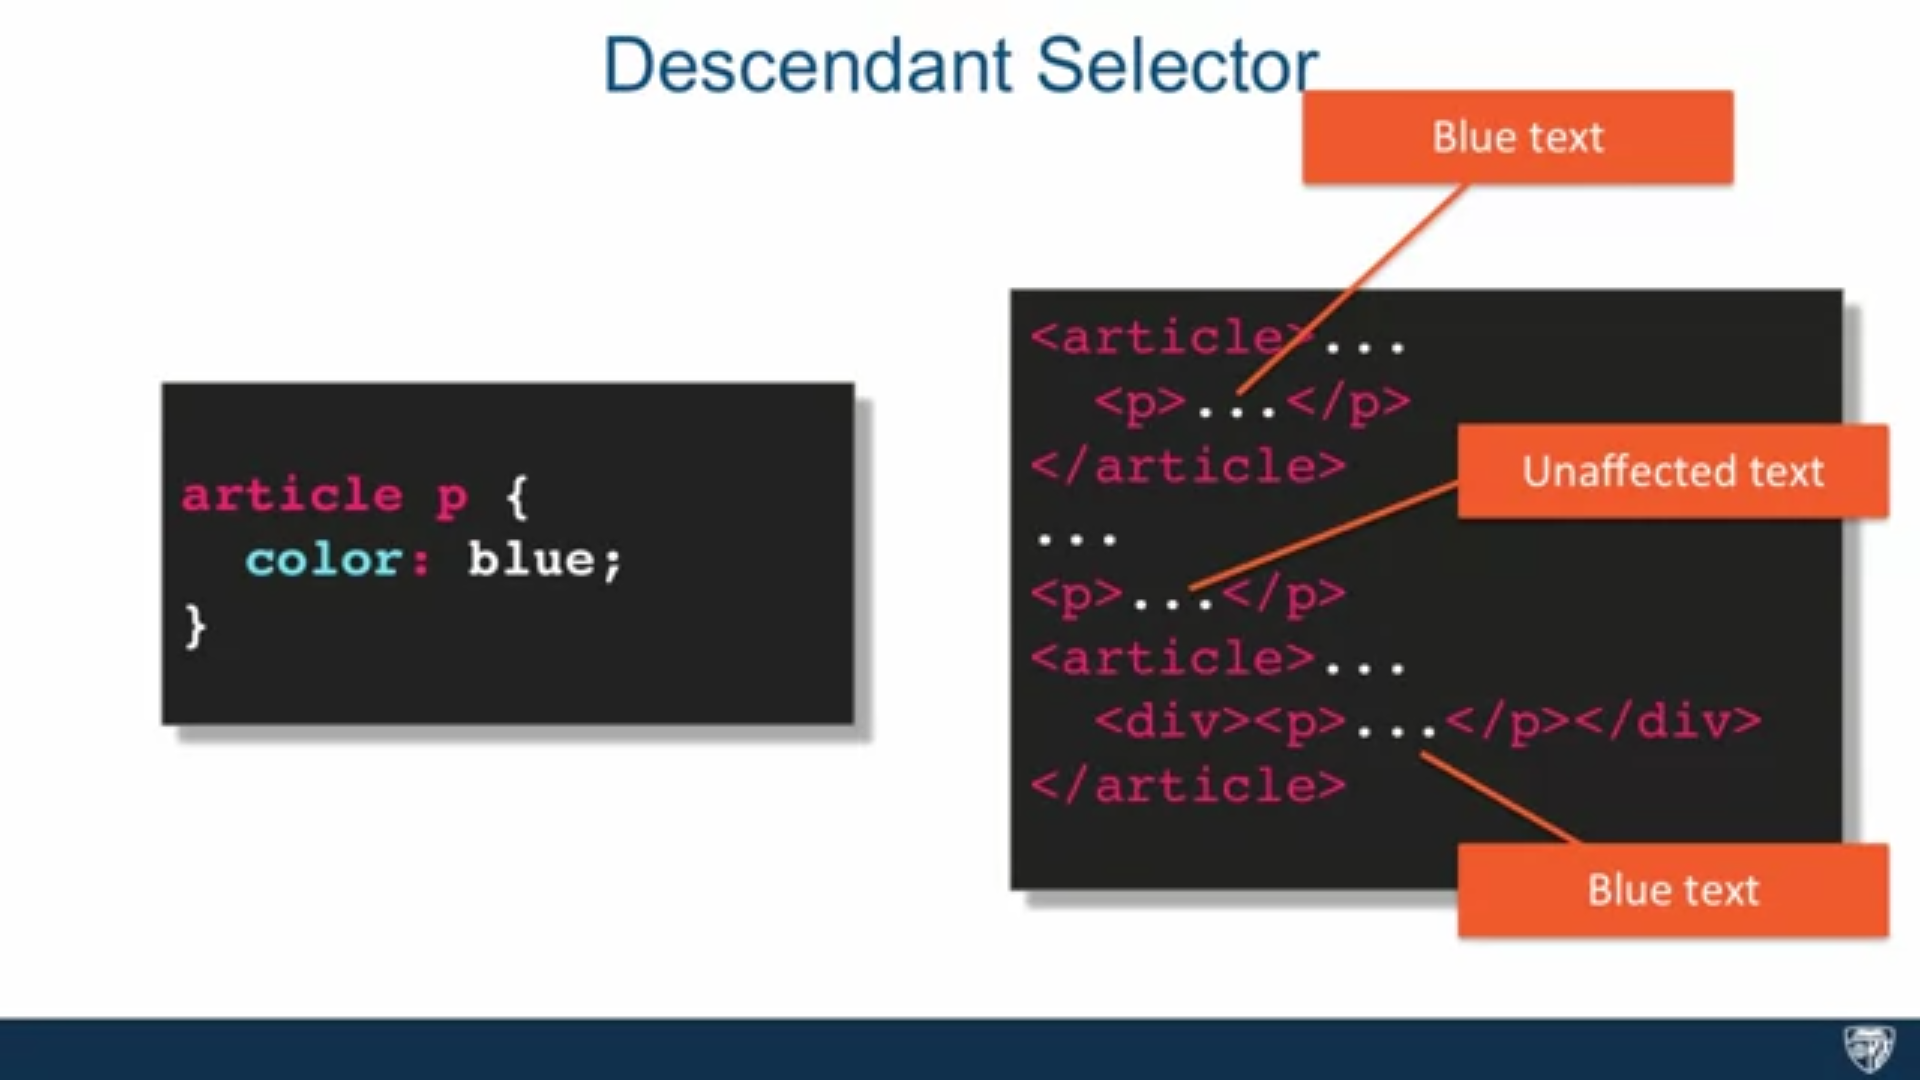 Descendant Selector
Blue text
article p {
color: blue;
}
<article>...
<p>...</p>
</article>
Unaffected text
...
<p>...</p>
<article>...
<div><p>...</p></div>
</article>
Blue text